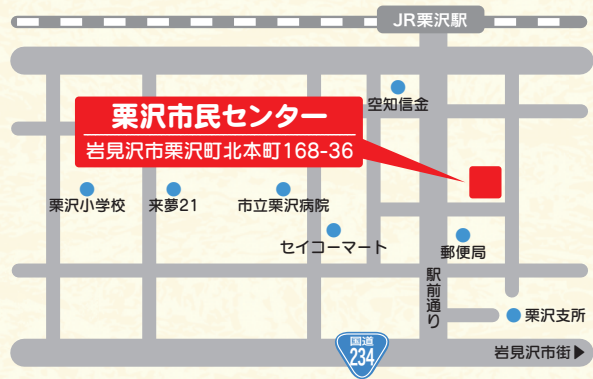 JR栗沢駅
空知信金
栗沢市民センター
岩見沢市栗沢町北本町168-36
栗沢小学校
来夢21
市立栗沢病院
セイコーマート
郵便局
駅前通り
栗沢支所
国道
234
岩見沢市街▶